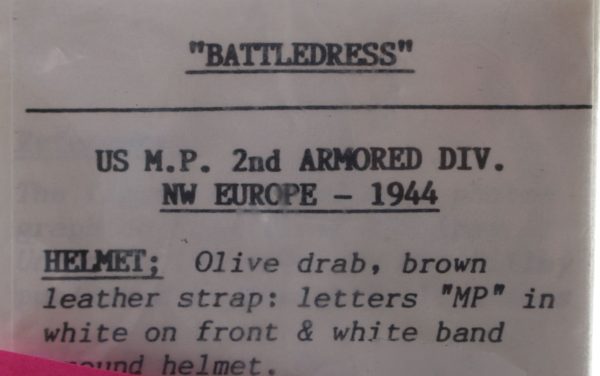 "BATTLEDRESS"
US M.P. 2nd ARMORED DIV.
NW EUROPE - 1944
HELMET; Olive drab, brown
leather strap: letters "MP" in
white on front & white band
helmet.